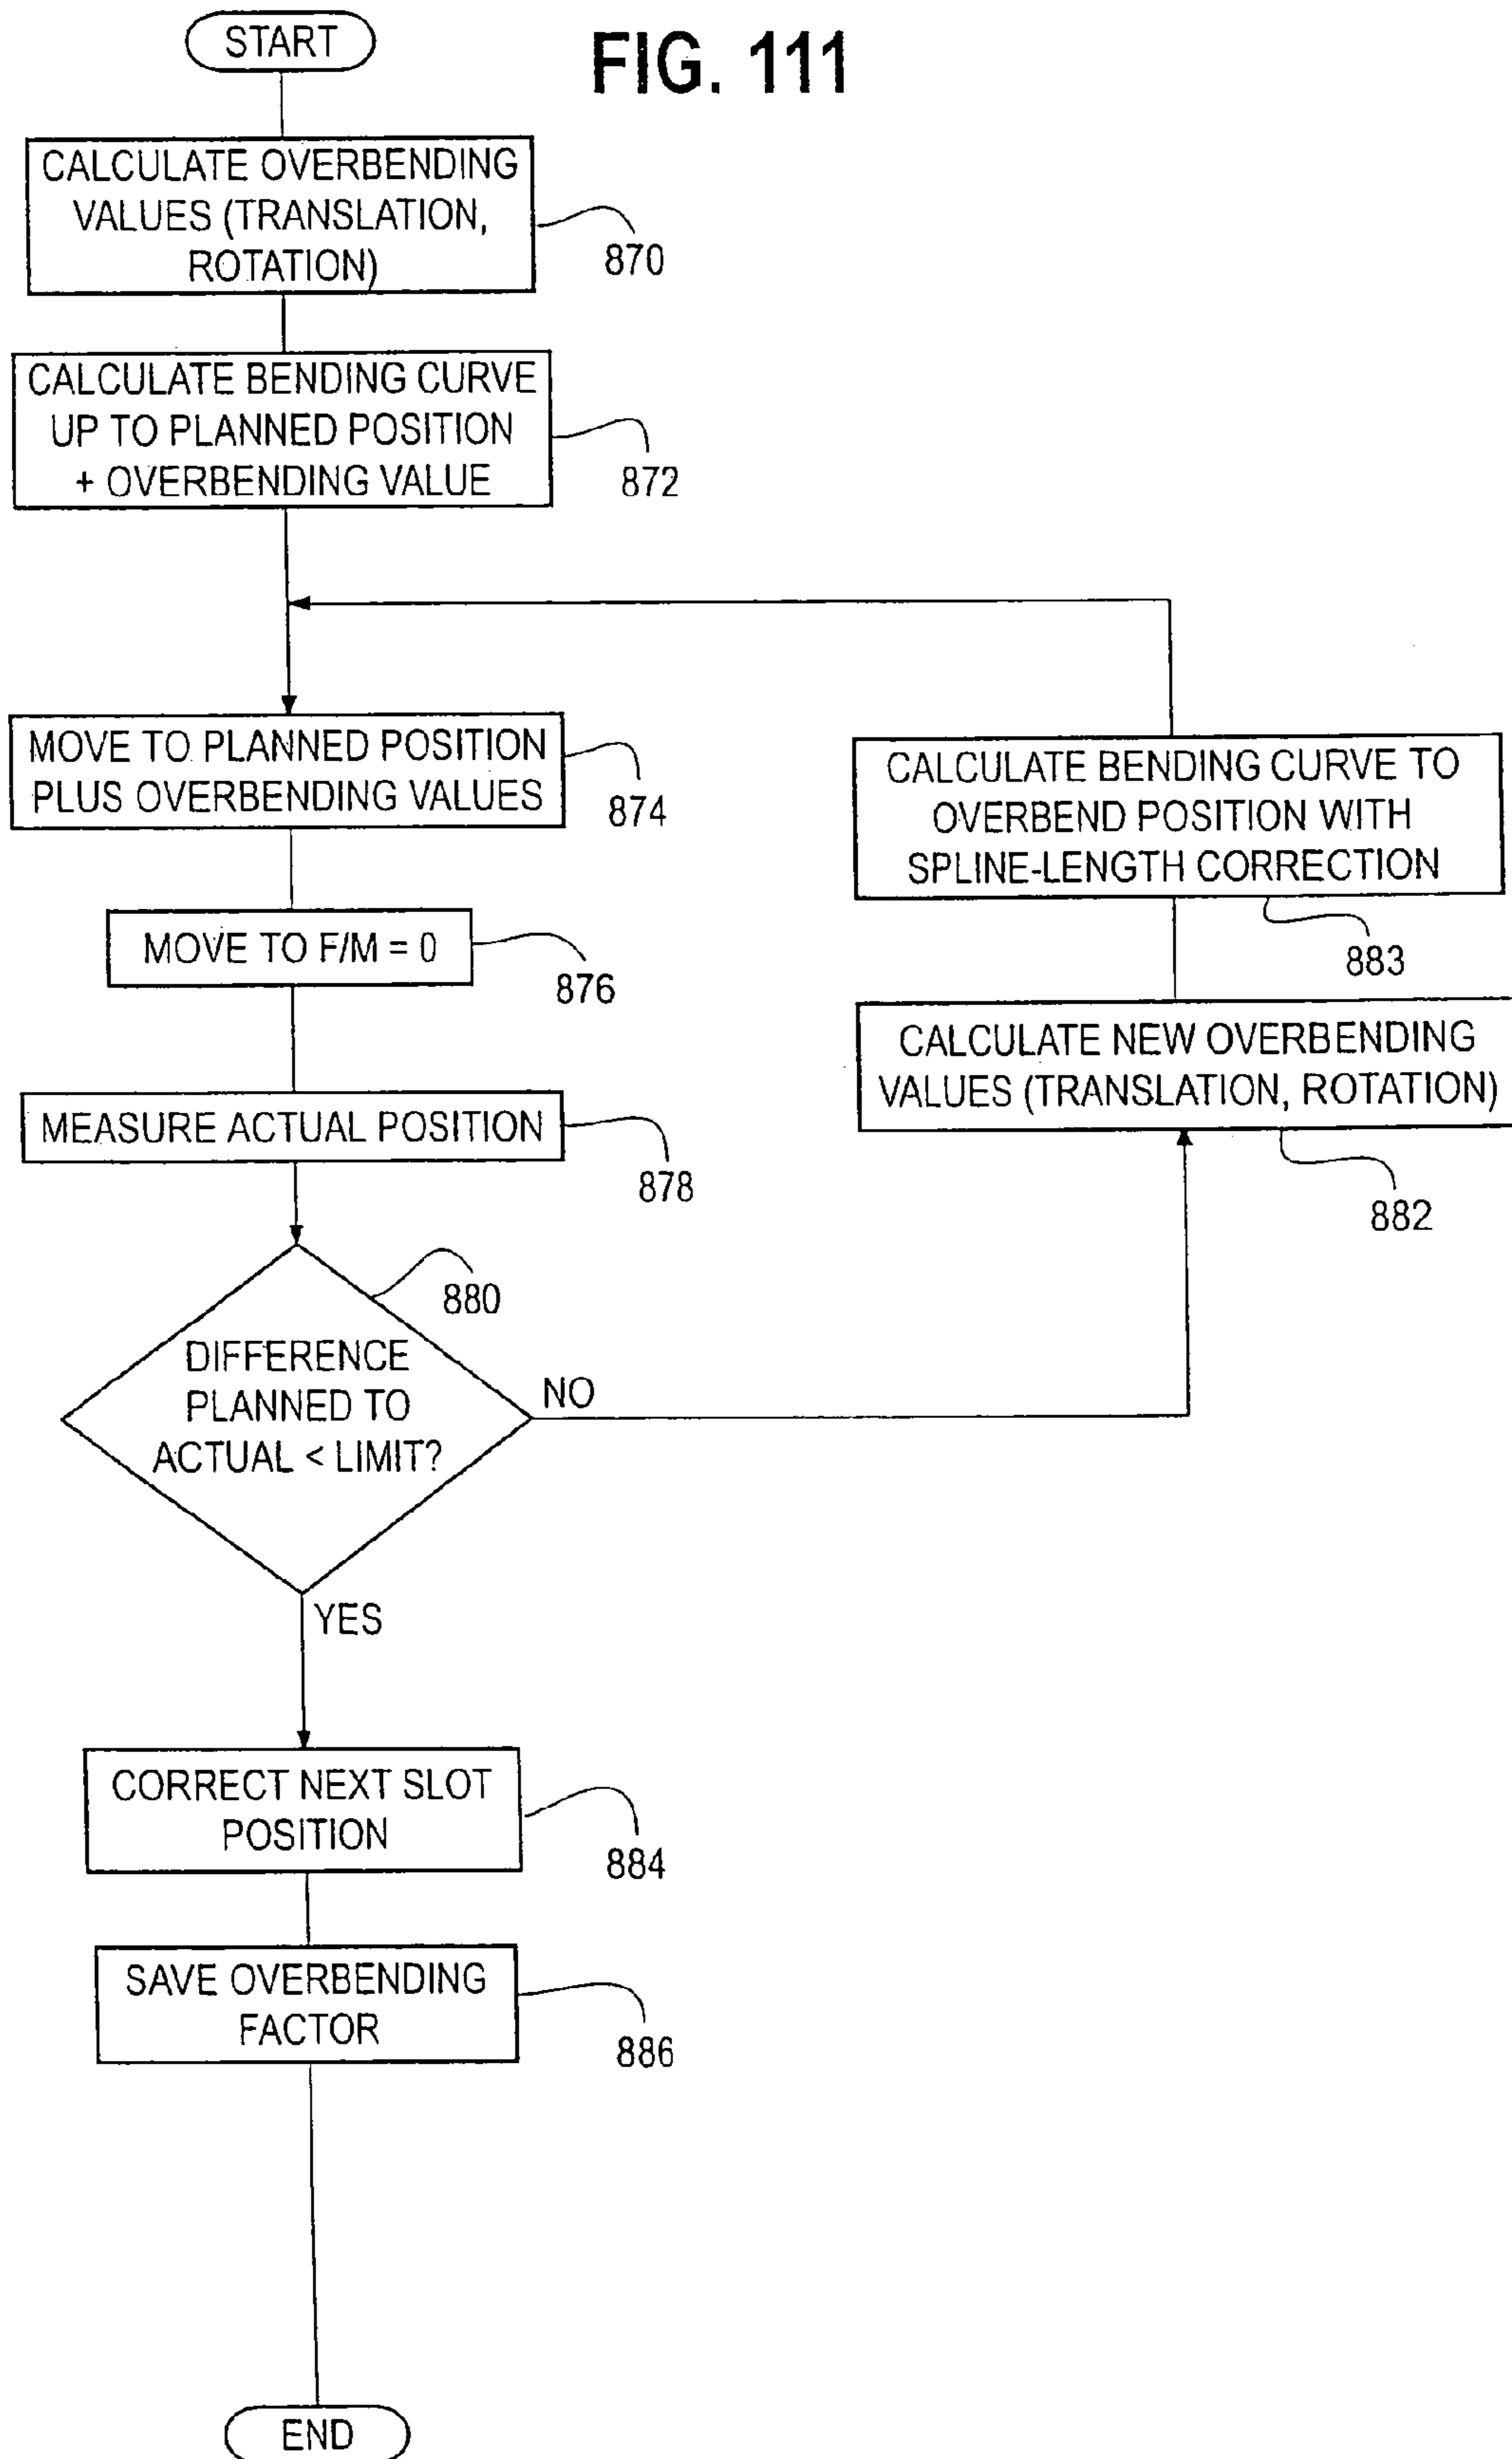 FIG. 111
START
CALCULATE OVERBENDING
VALUES (TRANSLATION,
ROTATION)
870
CALCULATE BENDING CURVE
UP TO PLANNED POSITION
+ OVERBENDING VALUE
872
MOVE TO PLANNED POSITION
PLUS OVERBENDING VALUES
874
MOVE TO F/M = 0
876
MEASURE ACTUAL POSITION
878
DIFFERENCE
PLANNED TO
ACTUAL < LIMIT?
880
NO
CALCULATE NEW OVERBENDING
VALUES (TRANSLATION, ROTATION)
882
CALCULATE BENDING CURVE TO
OVERBEND POSITION WITH
SPLINE-LENGTH CORRECTION
883
YES
CORRECT NEXT SLOT
POSITION
884
SAVE OVERBENDING
FACTOR
886
END